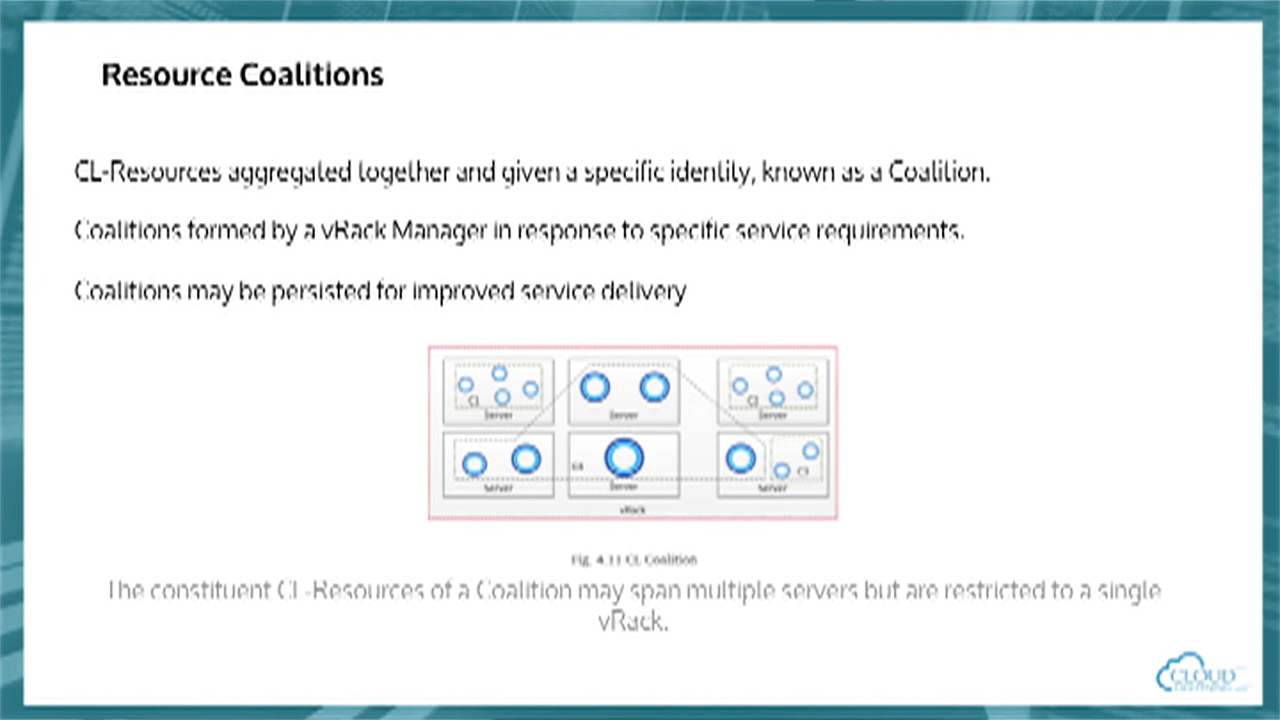 Resource Coalitions
CL-Resources aggregated together and given a specific identity, known as a Coalition.
Coalitions formed by a vRack Manager in response to specific service requirements.
Coalitions may be persisted for improved service delivery
Server
Server
Server
Server
Server
Server
vRack
Fig. 4.11 CL Coalition
The constituent CL-Resources of a Coalition may span multiple servers but are restricted to a single
vRack.
CLOUD